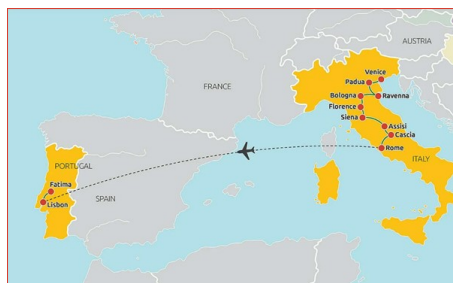 AUSTRIA
FRANCE
Venice
Padua
Bologna
Ravenna
Florence
Siena
Assisi
Cascia
Rome
ITALY
PORTUGAL
Fatima
Lisbon
SPAIN